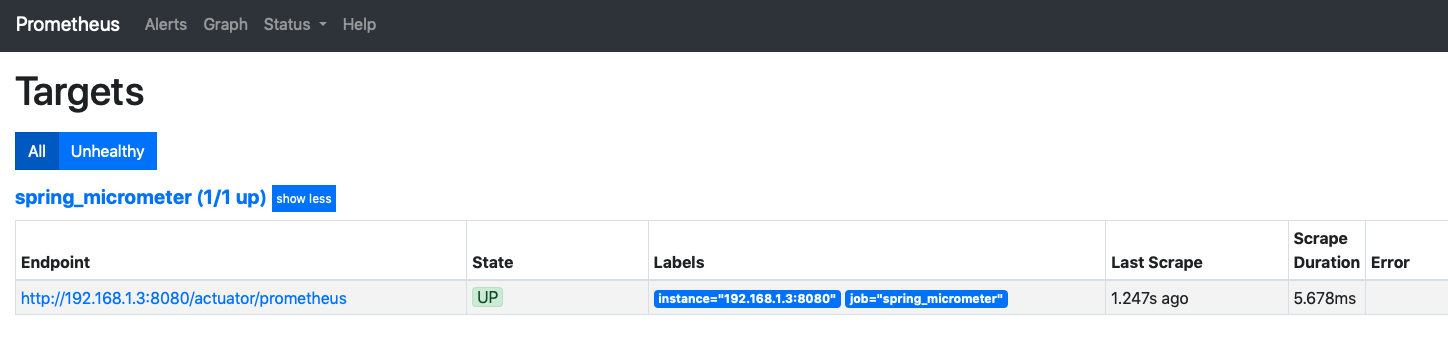 Prometheus Alerts Graph Status Help
Targets
All Unhealthy
spring_micrometer (1/1 up) show less
Endpoint State Labels Last Scrape Scrape Duration Error
http://192.168.1.3:8080/actuator/prometheus UP instance="192.168.1.3:8080" job="spring_micrometer" 1.247s ago 5.678ms